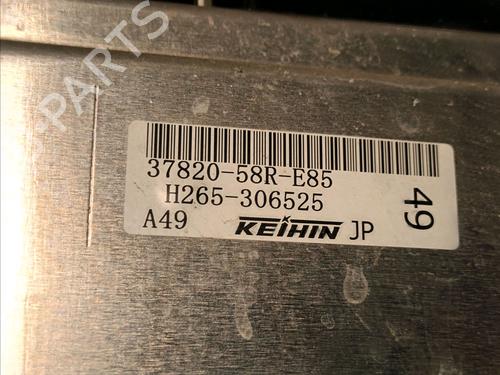 B-PARTS
37820-58R-E85
H265-306525
A49 KEIHIN JP
49